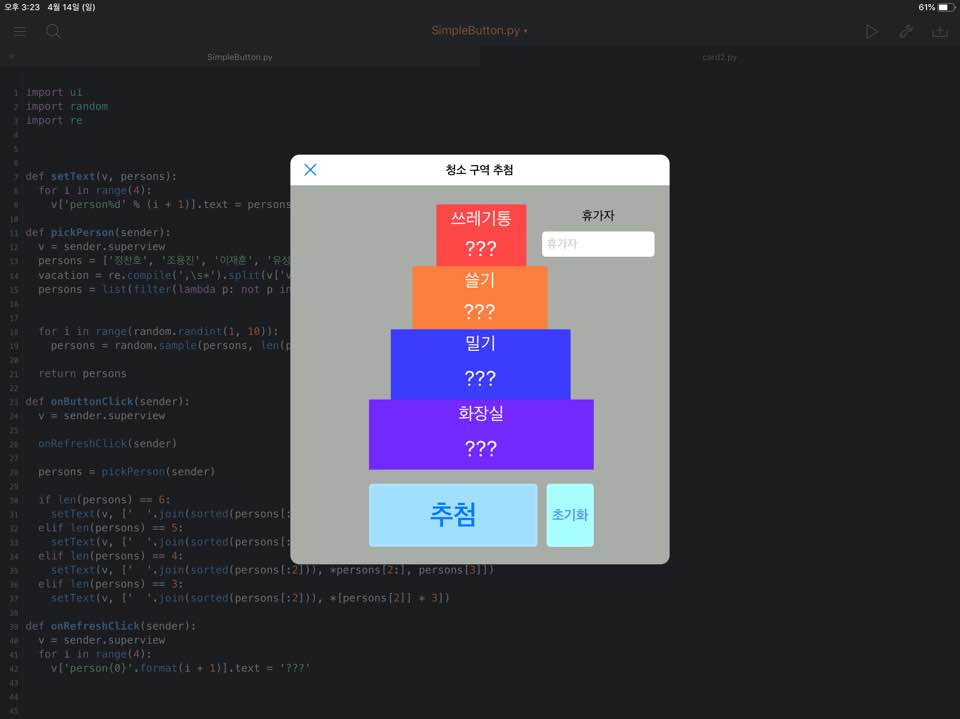 오후 3:23 4월 14일 (일)
61%
SimpleButton.py ▾
SimpleButton.py
card2.py
1 import ui
2 import random
3 import re
4
5
6
7 def setText(v, persons):
8 for i in range(4):
9 v['person%d' % (i + 1)].text = persons
10
11 def pickPerson(sender):
12 v = sender.superview
13 persons = ['정찬호', '조용진', '이재훈', '유성
14 vacation = re.compile(',\s*').split(v['v
15 persons = list(filter(lambda p: not p in
16
17
18 for i in range(random.randint(1, 10)):
19 persons = random.sample(persons, len(p
20
21 return persons
22
23 def onButtonClick(sender):
24 v = sender.superview
25
26 onRefreshClick(sender)
27
28 persons = pickPerson(sender)
29
30 if len(persons) == 6:
31 setText(v, [' '.join(sorted(persons[:
32 elif len(persons) == 5:
33 setText(v, [' '.join(sorted(persons[:
34 elif len(persons) == 4:
35 setText(v, [' '.join(sorted(persons[:2])), *persons[2:], persons[3]])
36 elif len(persons) == 3:
37 setText(v, [' '.join(sorted(persons[:2])), *[persons[2]] * 3])
38
39 def onRefreshClick(sender):
40 v = sender.superview
41 for i in range(4):
42 v['person{0}'.format(i + 1)].text = '???'
43
44
45
청소 구역 추첨
쓰레기통
???
휴가자
휴가자
쓸기
???
밀기
???
화장실
???
추첨
초기화